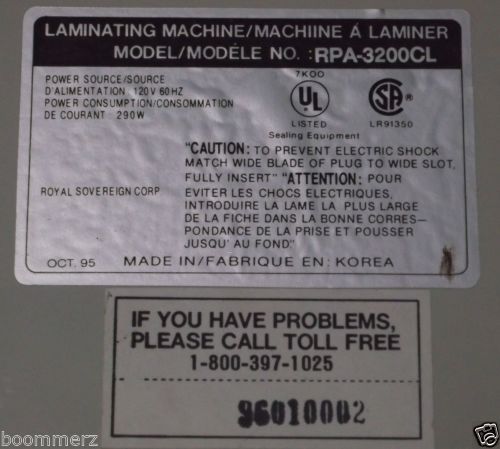 LAMINATING MACHINE/MACHIINE Á LAMINER
MODEL/MODÉLE NO. :RPA-3200CL
POWER SOURCE/SOURCE
D'ALIMENTATION 120V 60HZ
POWER CONSUMPTION/CONSOMMATION
DE COURANT 290W
7K00
UL
®
LISTED
Sealing Equipment
SA
®
LR91350
"CAUTION: TO PREVENT ELECTRIC SHOCK
MATCH WIDE BLADE OF PLUG TO WIDE SLOT,
FULLY INSERT" "ATTENTION: POUR
EVITER LES CHOCS ELECTRIQUES,
INTRODUIRE LA LAME LA PLUS LARGE
DE LA FICHE DANS LA BONNE CORRES-
PONDANCE DE LA PRISE ET POUSSER
JUSQU' AU FOND"
ROYAL SOVEREIGN CORP
OCT. 95 MADE IN/FABRIQUE EN: KOREA
IF YOU HAVE PROBLEMS,
PLEASE CALL TOLL FREE
1-800-397-1025
96010002
boommerz